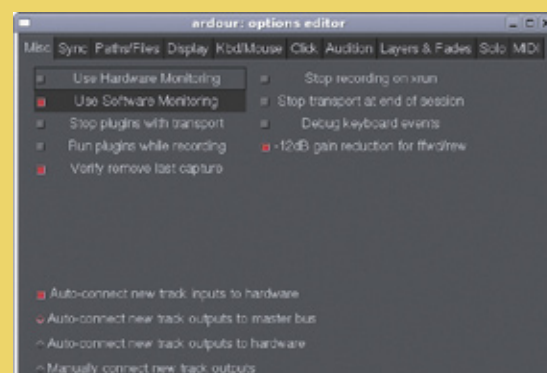 ardour: options editor
Misc Sync Paths/Files Display Kbd/Mouse Click Audition Layers & Fades Solo MIDI
Use Hardware Monitoring
Use Software Monitoring
Stop plugins with transport
Run plugins while recording
Verify remove last capture
Stop recording on xrun
Stop transport at end of session
Debug keyboard events
-12dB gain reduction for ffwd/rew
Auto-connect new track inputs to hardware
Auto-connect new track outputs to master bus
Auto-connect new track outputs to hardware
Manually connect new track outputs